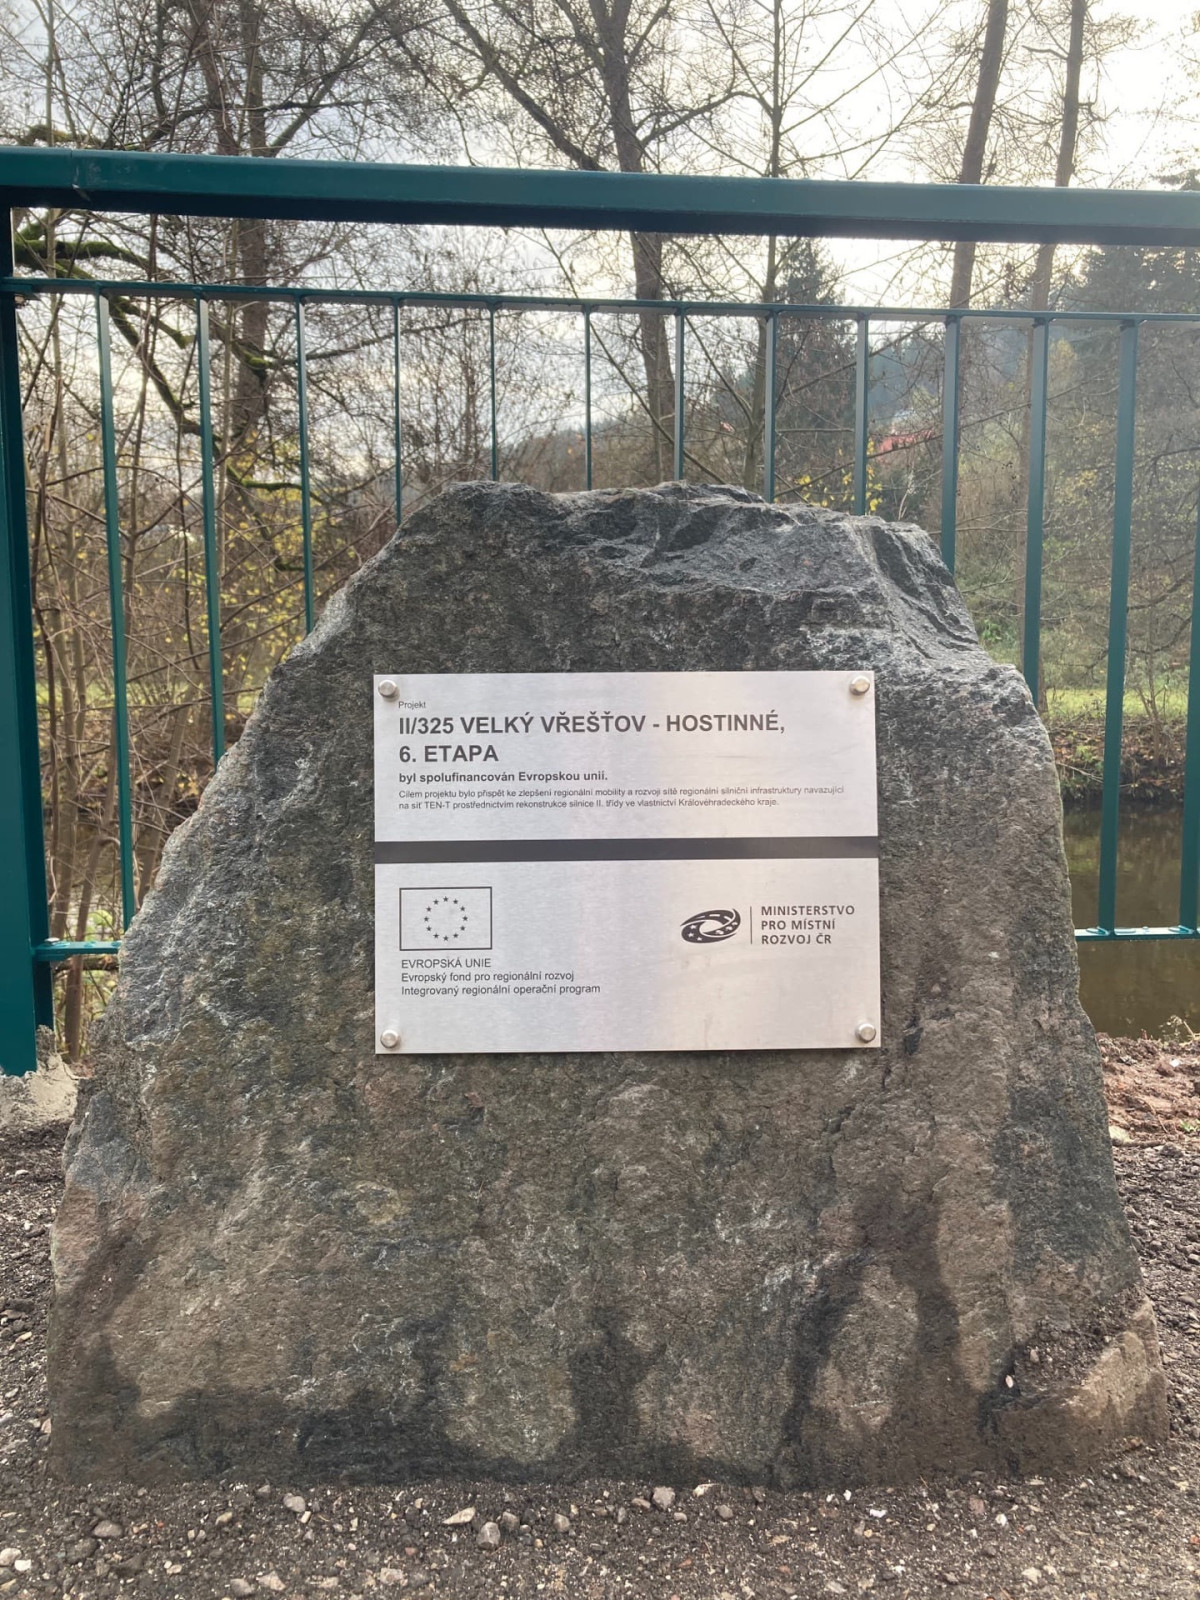 Projekt
II/325 VELKÝ VŘEŠŤOV - HOSTINNÉ,
6. ETAPA
byl spolufinancován Evropskou unií.
Cílem projektu bylo přispět ke zlepšení regionální mobility a rozvoji sítě regionální silniční infrastruktury navazující
na síť TEN-T prostřednictvím rekonstrukce silnice II. třídy ve vlastnictví Královéhradeckého kraje.
EVROPSKÁ UNIE
Evropský fond pro regionální rozvoj
Integrovaný regionální operační program
MINISTERSTVO
PRO MÍSTNÍ
ROZVOJ ČR